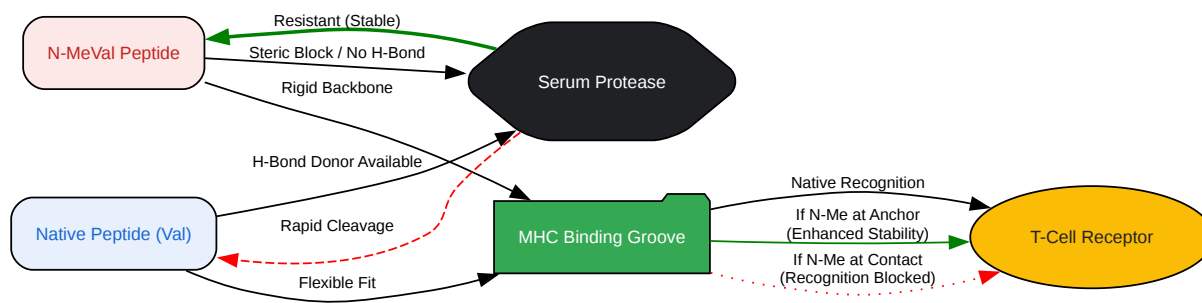 Resistant (Stable)
N-MeVal Peptide
Steric Block / No H-Bond
Serum Protease
Rigid Backbone
H-Bond Donor Available
Native Recognition
Rapid Cleavage
Native Peptide (Val)
MHC Binding Groove
If N-Me at Anchor
(Enhanced Stability)
T-Cell Receptor
If N-Me at Contact
(Recognition Blocked)
Flexible Fit